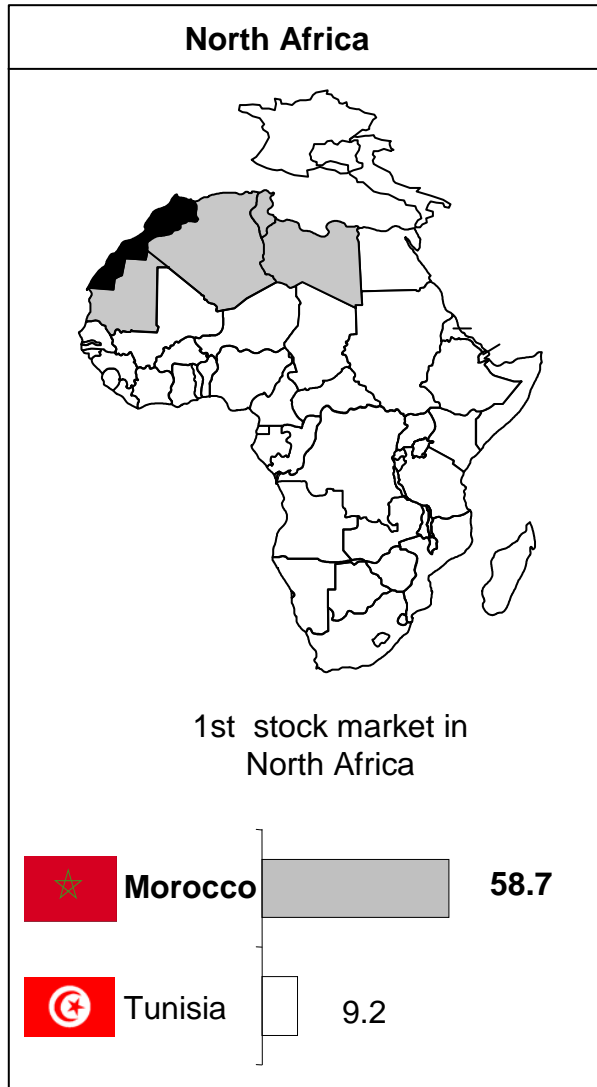 North Africa
1st stock market in
North Africa
Morocco 58.7
Tunisia 9.2